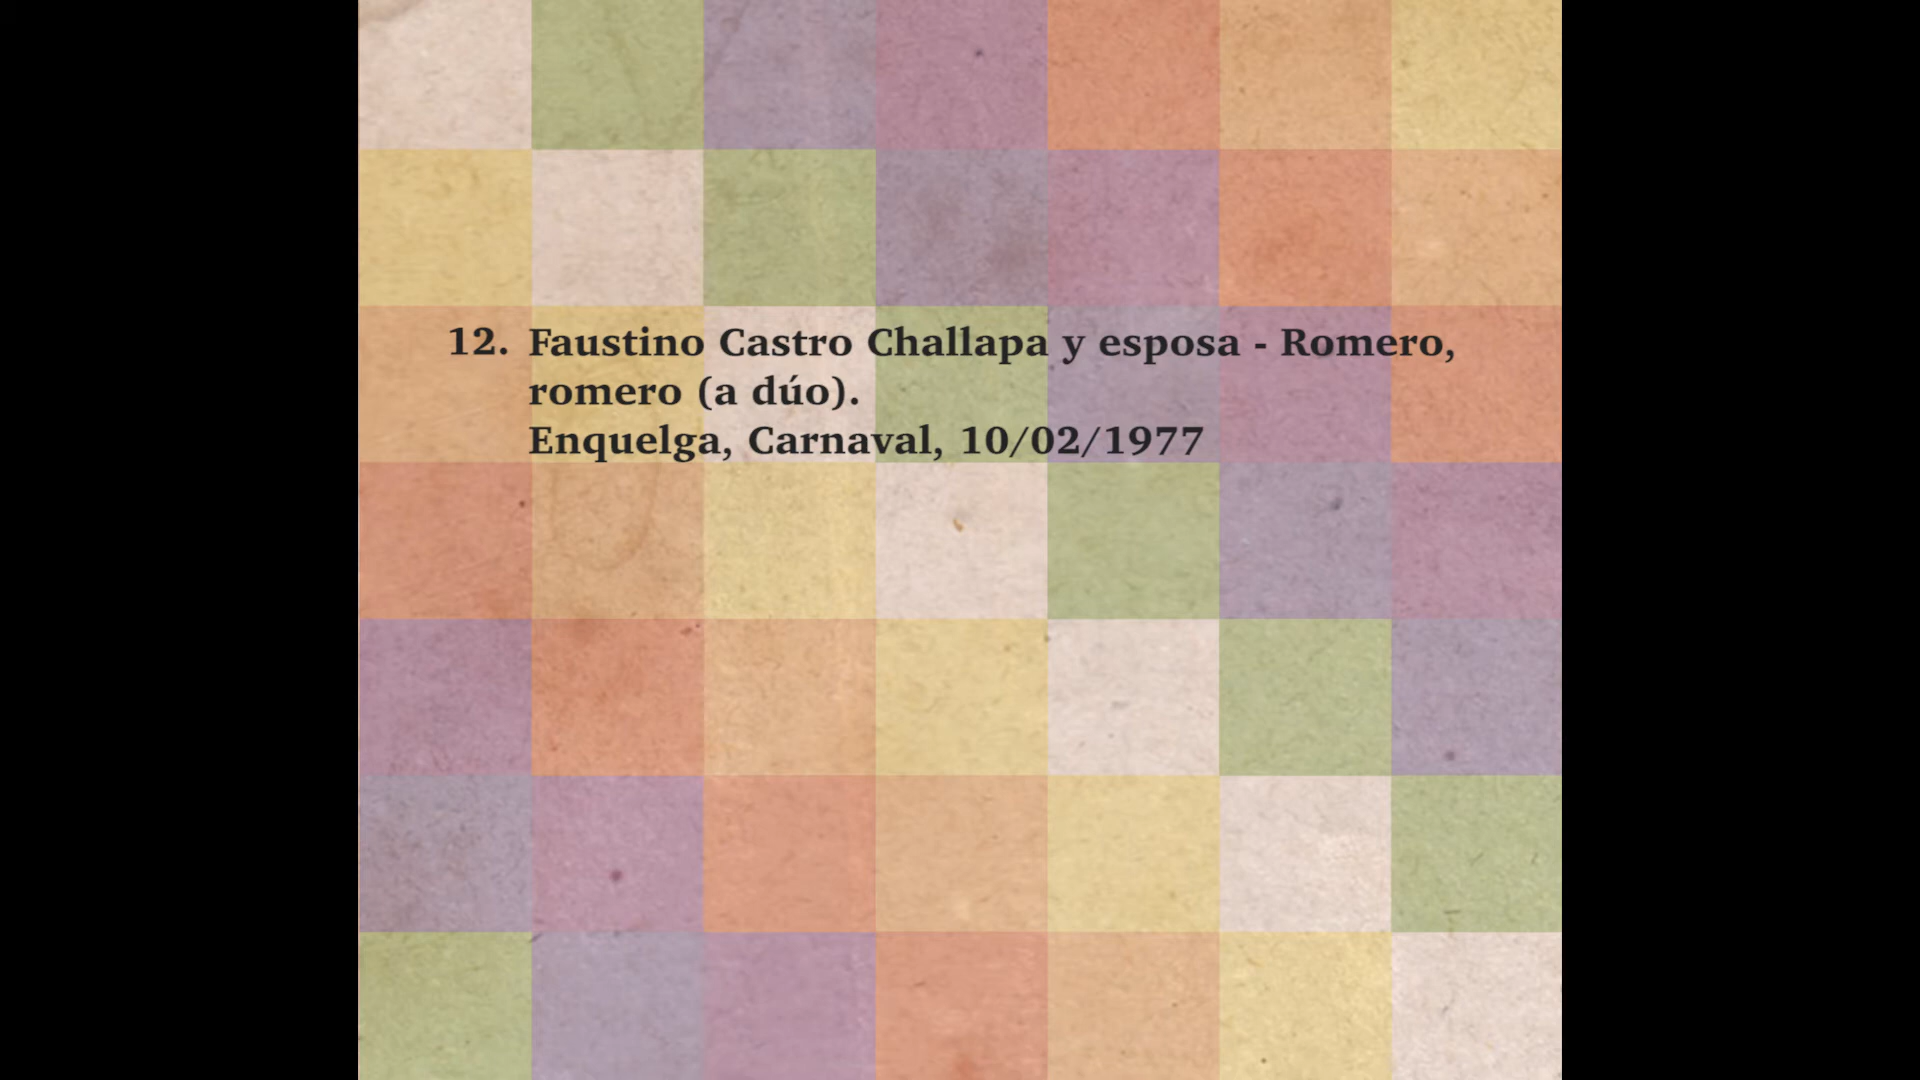 12. Faustino Castro Challapa y esposa - Romero,
romero (a dúo).
Enquelga, Carnaval, 10/02/1977